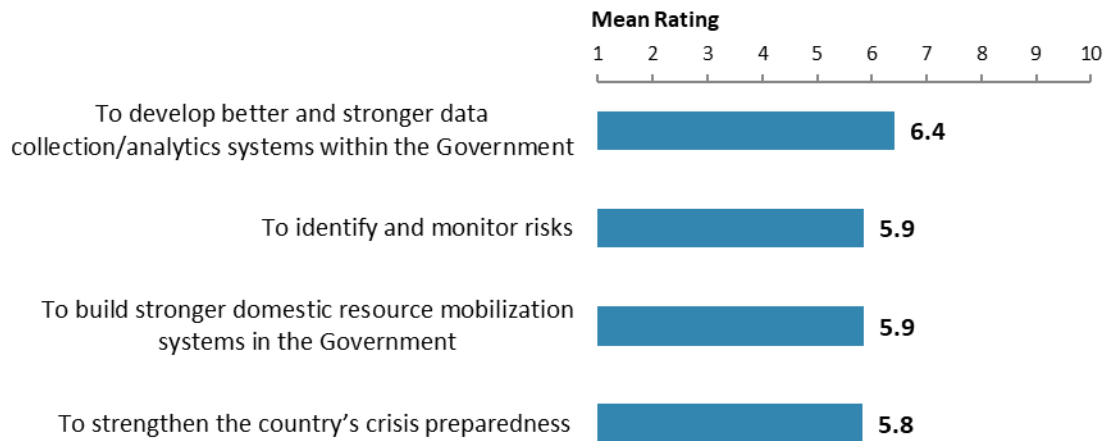 Mean Rating
1 2 3 4 5 6 7 8 9 10
To develop better and stronger data
collection/analytics systems within the Government
6.4
To identify and monitor risks
5.9
To build stronger domestic resource mobilization
systems in the Government
5.9
To strengthen the country’s crisis preparedness
5.8